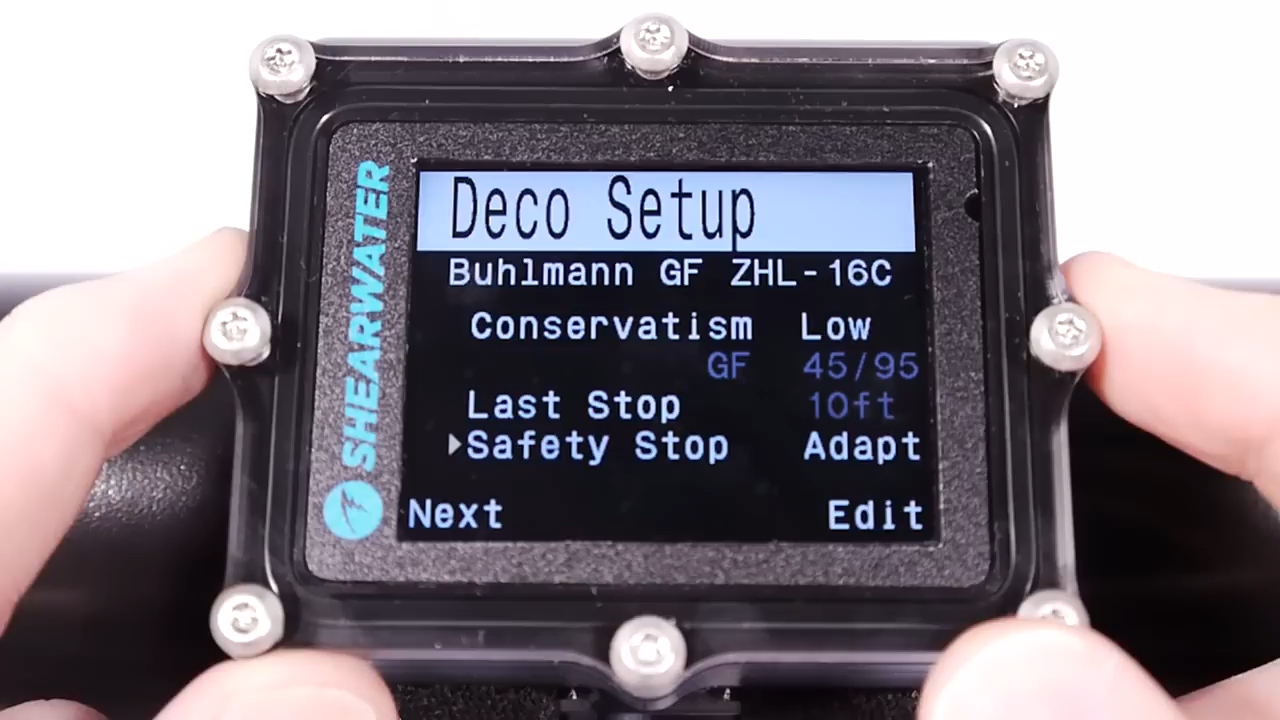 SHEARWATER
Deco Setup
Buhlmann GF ZHL-16C
Conservatism Low
GF 45/95
Last Stop 10ft
Safety Stop Adapt
Next Edit